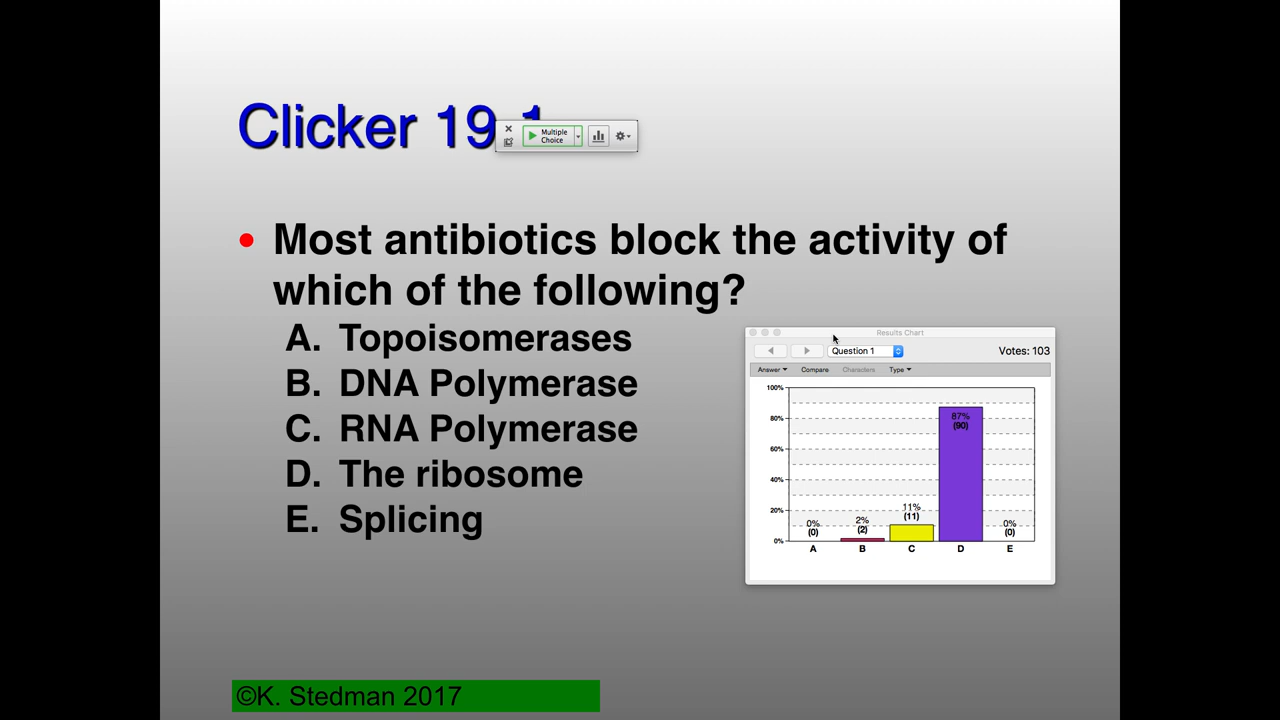 Clicker 19.1
Multiple
Choice
• Most antibiotics block the activity of
which of the following?
A. Topoisomerases
B. DNA Polymerase
C. RNA Polymerase
D. The ribosome
E. Splicing
Results Chart
Question 1
Votes: 103
Answer Compare Characters Type
100%
80%
60%
40%
20%
0%
0%
(0)
2%
(2)
11%
(11)
87%
(90)
0%
(0)
A B C D E
©K. Stedman 2017